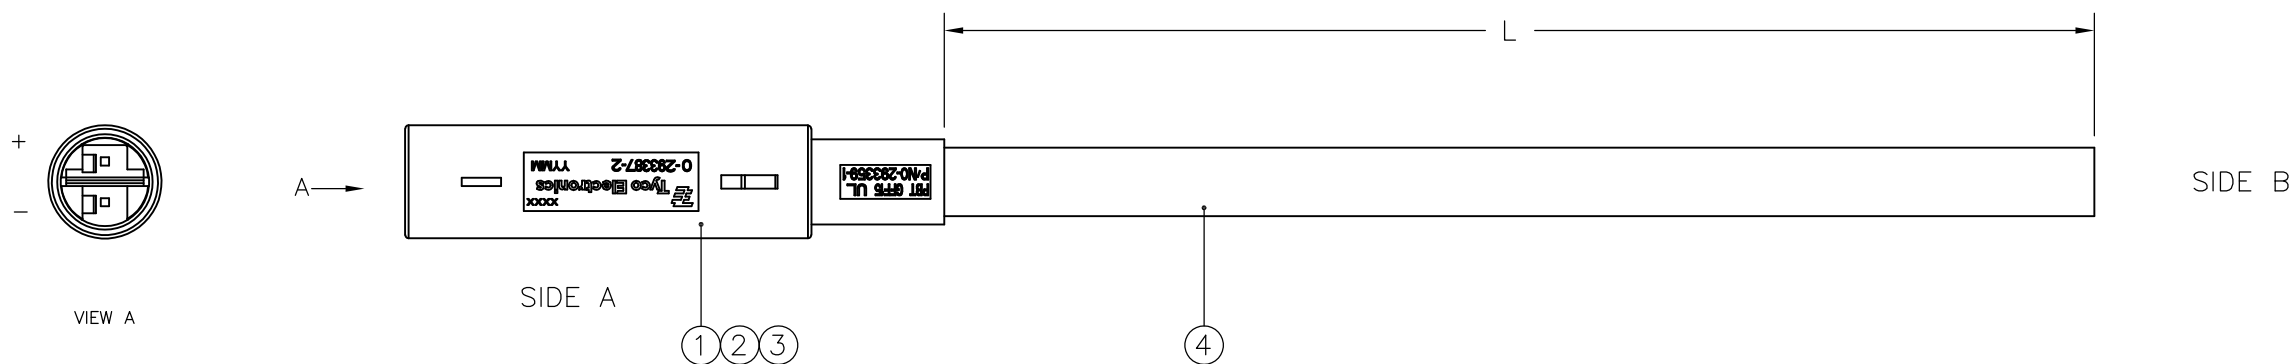 L
+
A
SIDE B
−
SIDE A
VIEW A
1 2 3
4
XXXX
Tyco Electronics
0-293387-2 YYMM
PBT GF15 UL
P/NO-293359-1